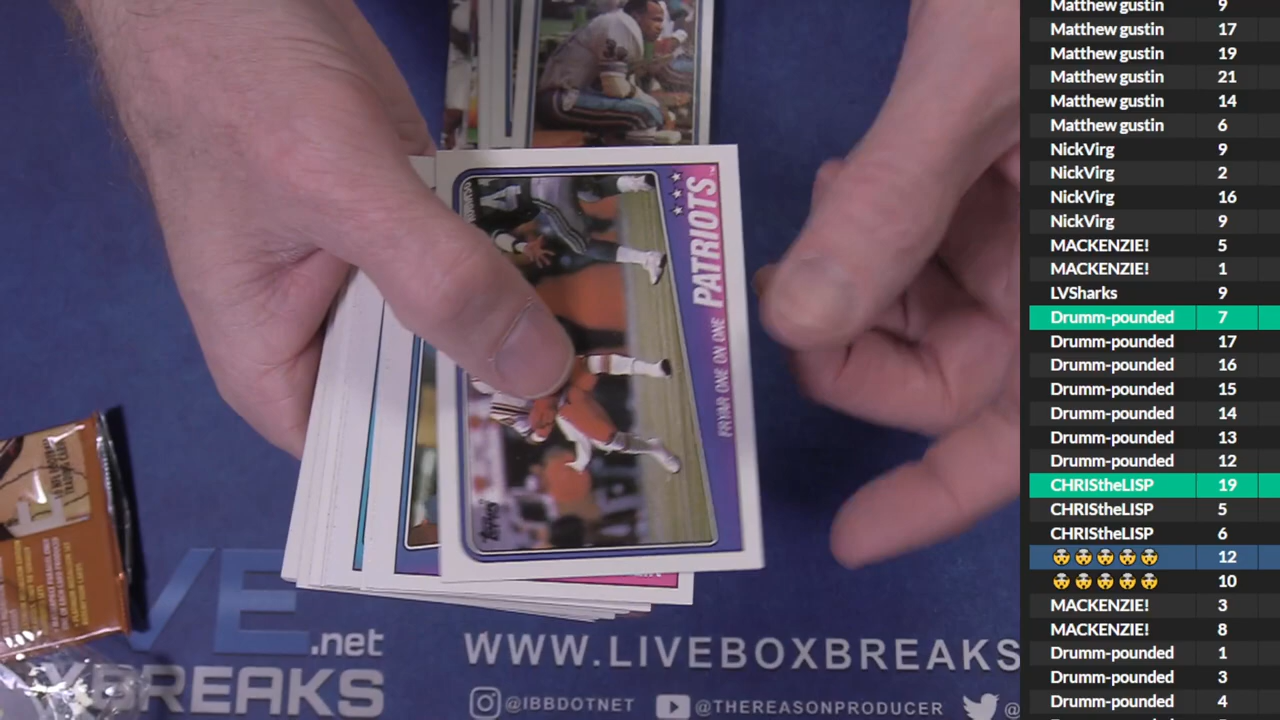 Matthew gustin 9
Matthew gustin 17
Matthew gustin 19
Matthew gustin 21
Matthew gustin 14
Matthew gustin 6
NickVirg 9
NickVirg 2
NickVirg 16
NickVirg 9
MACKENZIE! 5
MACKENZIE! 1
LVSharks 9
Drumm-pounded 7
Drumm-pounded 17
Drumm-pounded 16
Drumm-pounded 15
Drumm-pounded 14
Drumm-pounded 13
Drumm-pounded 12
CHRIStheLISP 19
CHRIStheLISP 5
CHRIStheLISP 6
🤯🤯🤯🤯🤯 12
🤯🤯🤯🤯🤯 10
MACKENZIE! 3
MACKENZIE! 8
Drumm-pounded 1
Drumm-pounded 3
Drumm-pounded 4
PATRIOTS
FRYAR ONE ON ONE
Topps
VE.net
XBREAKS
WWW.LIVEBOXBREAKS
@IBBDOTNET @THEREASONPRODUCER @